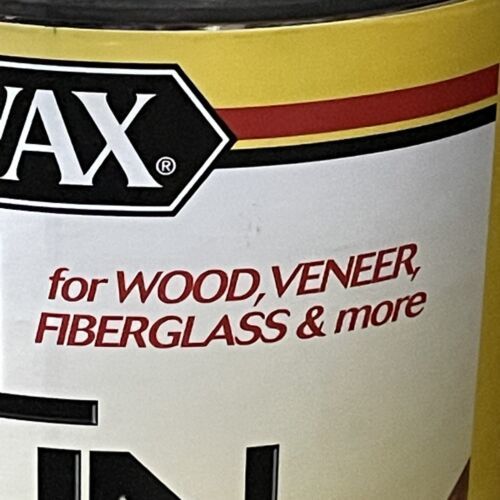 WAX®
for WOOD, VENEER,
FIBERGLASS & more